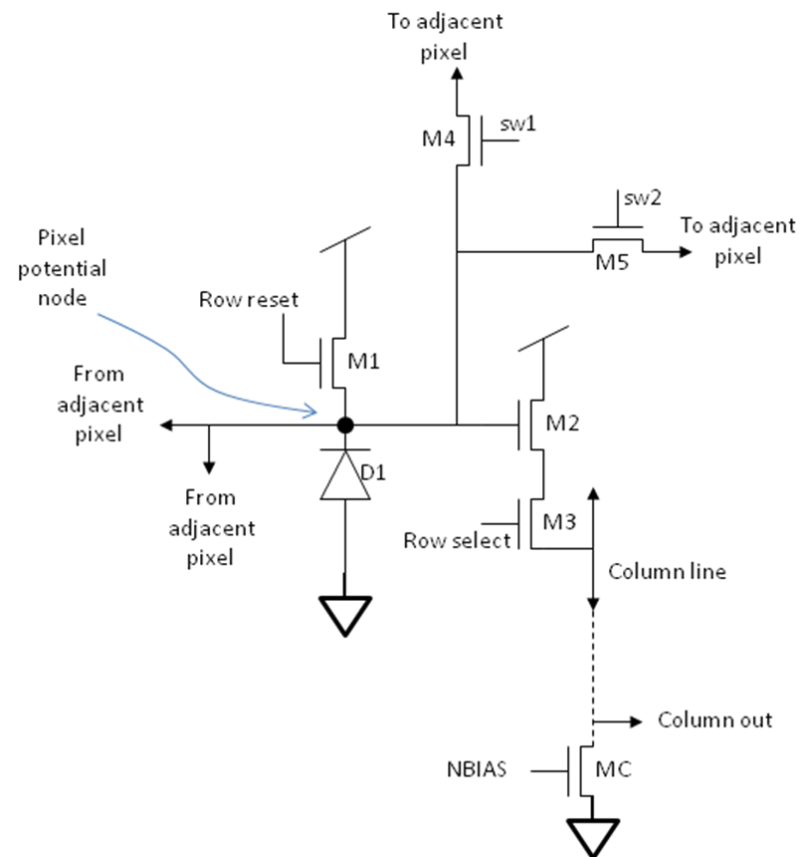 To adjacent
pixel
M4
sw1
sw2
To adjacent
pixel
M5
Pixel
potential
node
Row reset
M1
From
adjacent
pixel
M2
D1
From
adjacent
pixel
M3
Row select
Column line
Column out
NBIAS
MC